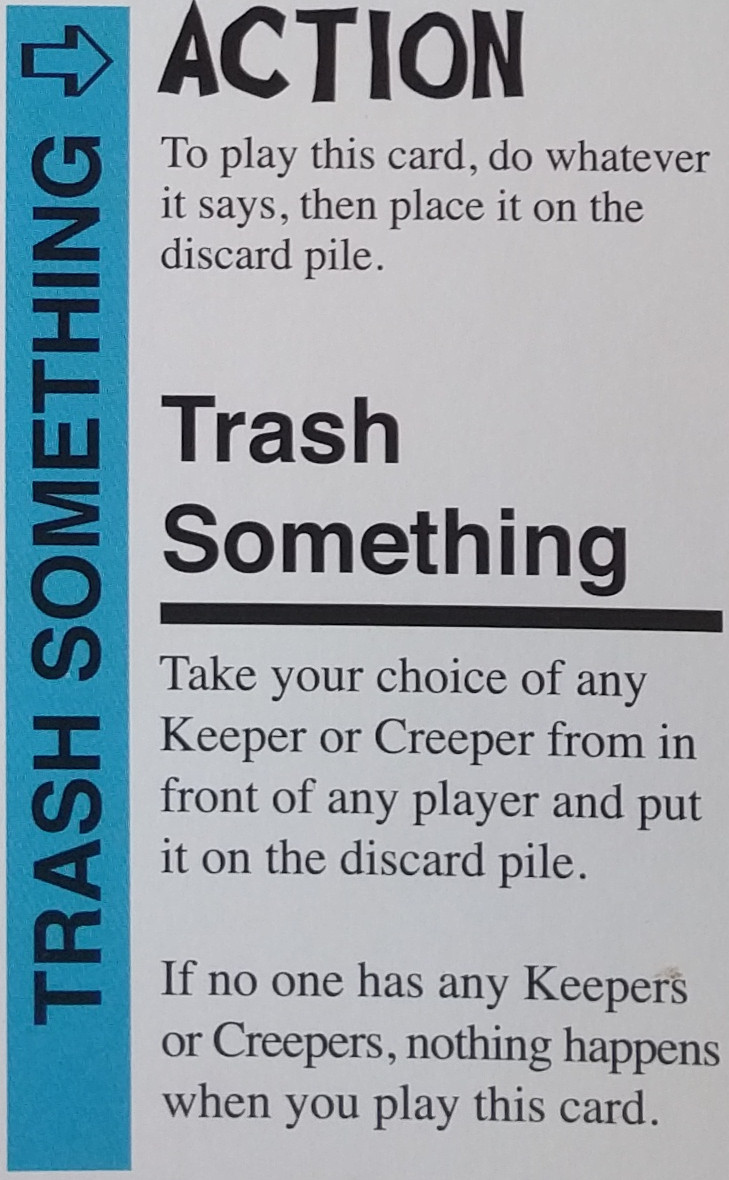 TRASH SOMETHING
ACTION
To play this card, do whatever
it says, then place it on the
discard pile.
Trash
Something
Take your choice of any
Keeper or Creeper from in
front of any player and put
it on the discard pile.
If no one has any Keepers
or Creepers, nothing happens
when you play this card.